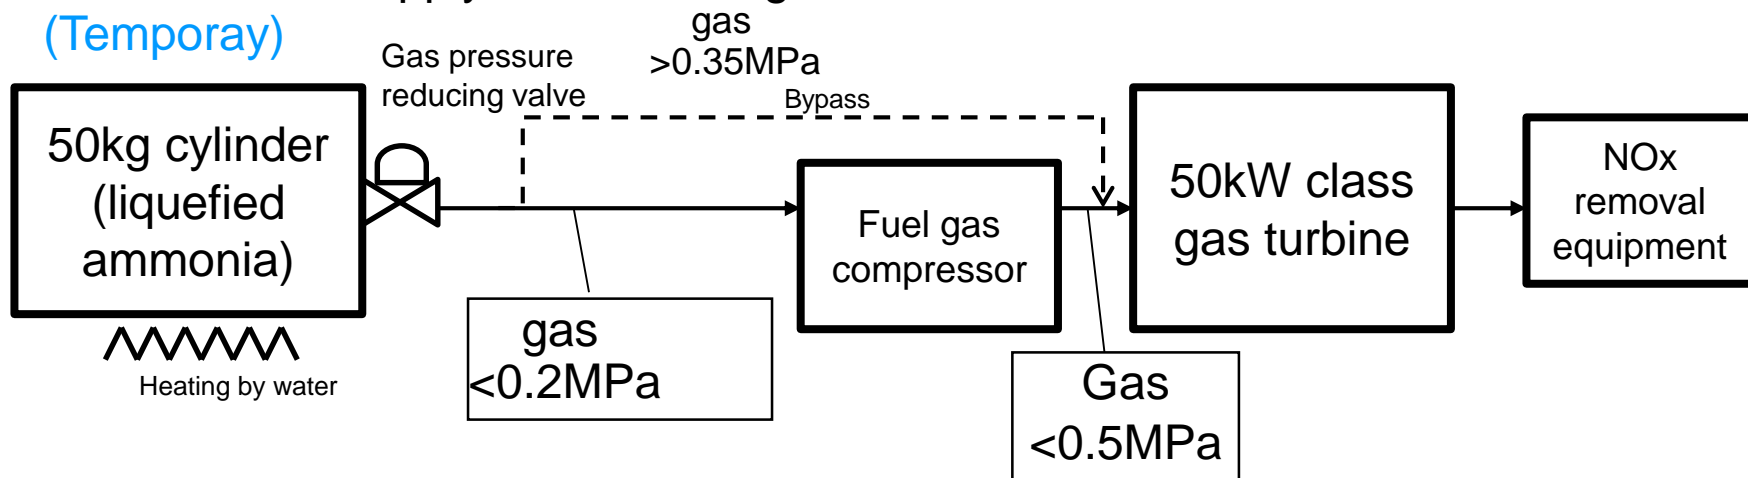 (Temporay)
gas
>0.35MPa
Gas pressure
reducing valve
Bypass
50kg cylinder
(liquefied
ammonia)
Fuel gas
compressor
50kW class
gas turbine
NOx
removal
equipment
Heating by water
gas
<0.2MPa
Gas
<0.5MPa